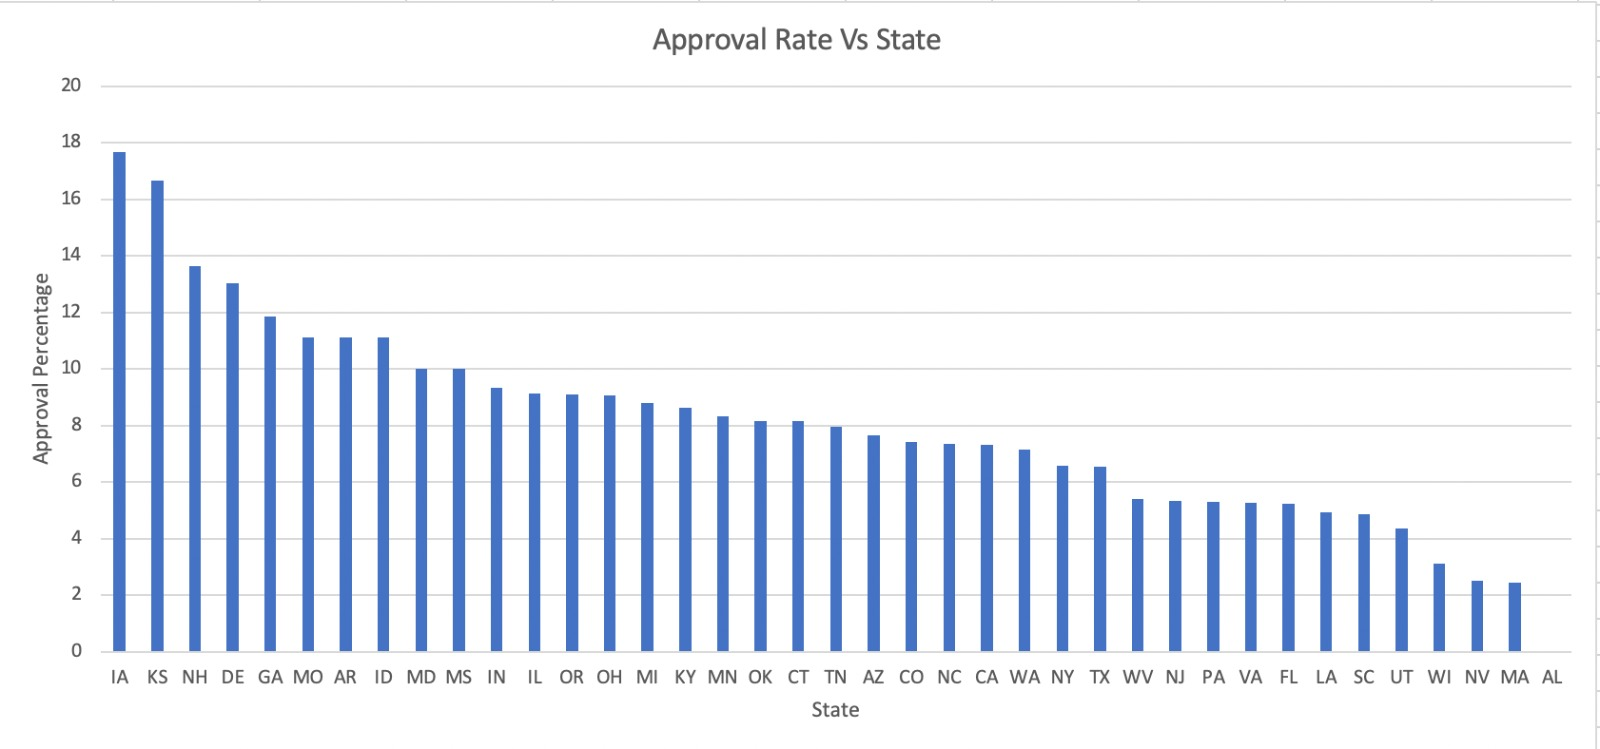 Approval Rate Vs State
20
18
16
14
12
10
8
6
4
2
0
Approval Percentage
IA KS NH DE GA MO AR ID MD MS IN IL OR OH MI KY MN OK CT TN AZ CO NC CA WA NY TX WV NJ PA VA FL LA SC UT WI NV MA AL
State